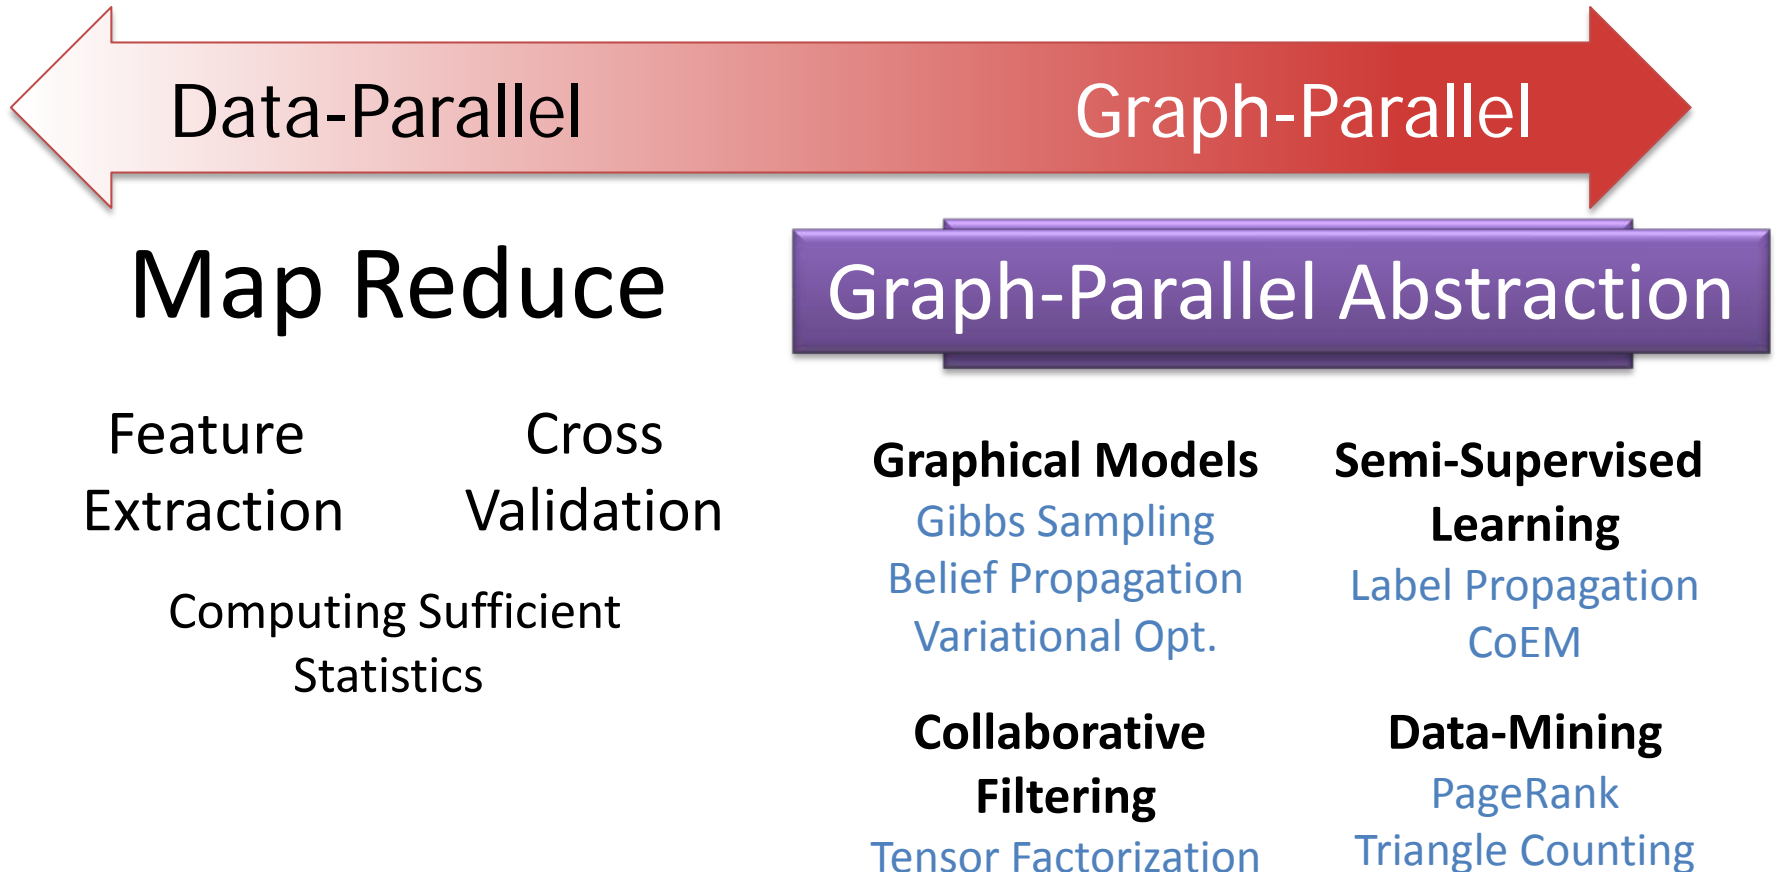 Data-Parallel
Graph-Parallel
Map Reduce
Graph-Parallel Abstraction
Feature
Extraction
Cross
Validation
Computing Sufficient
Statistics
Graphical Models
Gibbs Sampling
Belief Propagation
Variational Opt.
Semi-Supervised
Learning
Label Propagation
CoEM
Collaborative
Filtering
Tensor Factorization
Data-Mining
PageRank
Triangle Counting